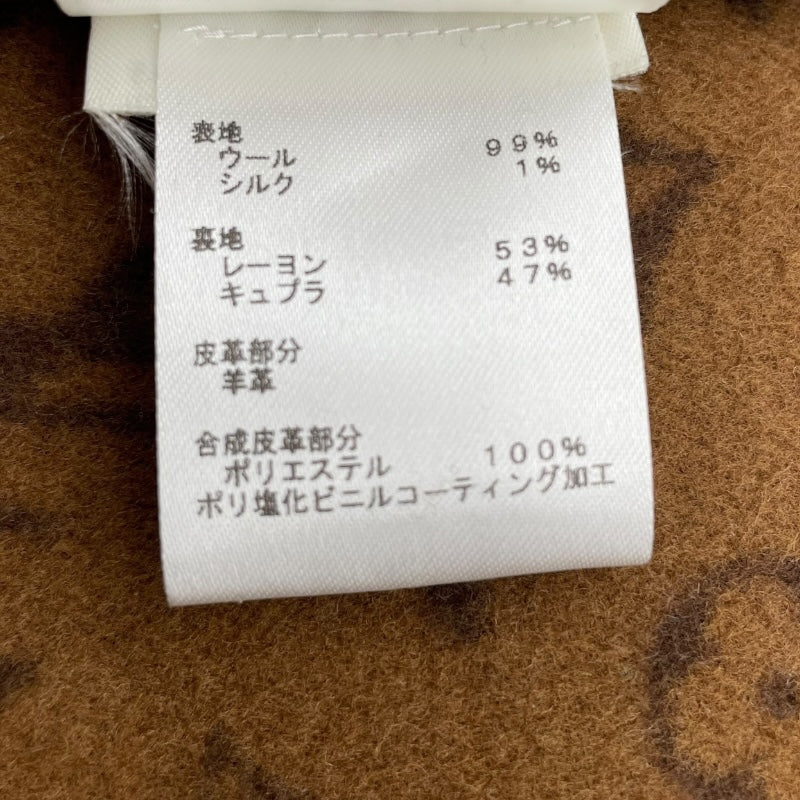 表地
ウール 99%
シルク 1%
裏地
レーヨン 53%
キュプラ 47%
皮革部分
羊革
合成皮革部分
ポリエステル 100%
ポリ塩化ビニルコーティング加工